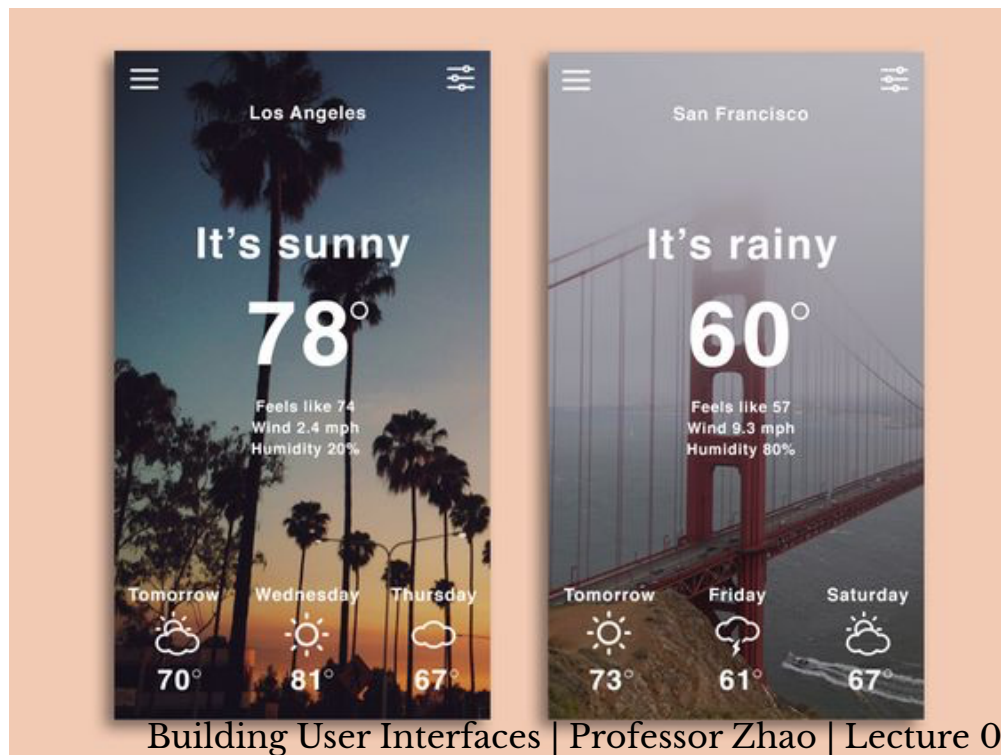 Los Angeles
It's sunny
78°
Feels like 74
Wind 2.4 mph
Humidity 20%
Tomorrow Wednesday Thursday
70° 81° 67°
San Francisco
It's rainy
60°
Feels like 57
Wind 9.3 mph
Humidity 80%
Tomorrow Friday Saturday
73° 61° 67°
Building User Interfaces | Professor Zhao | Lecture 0